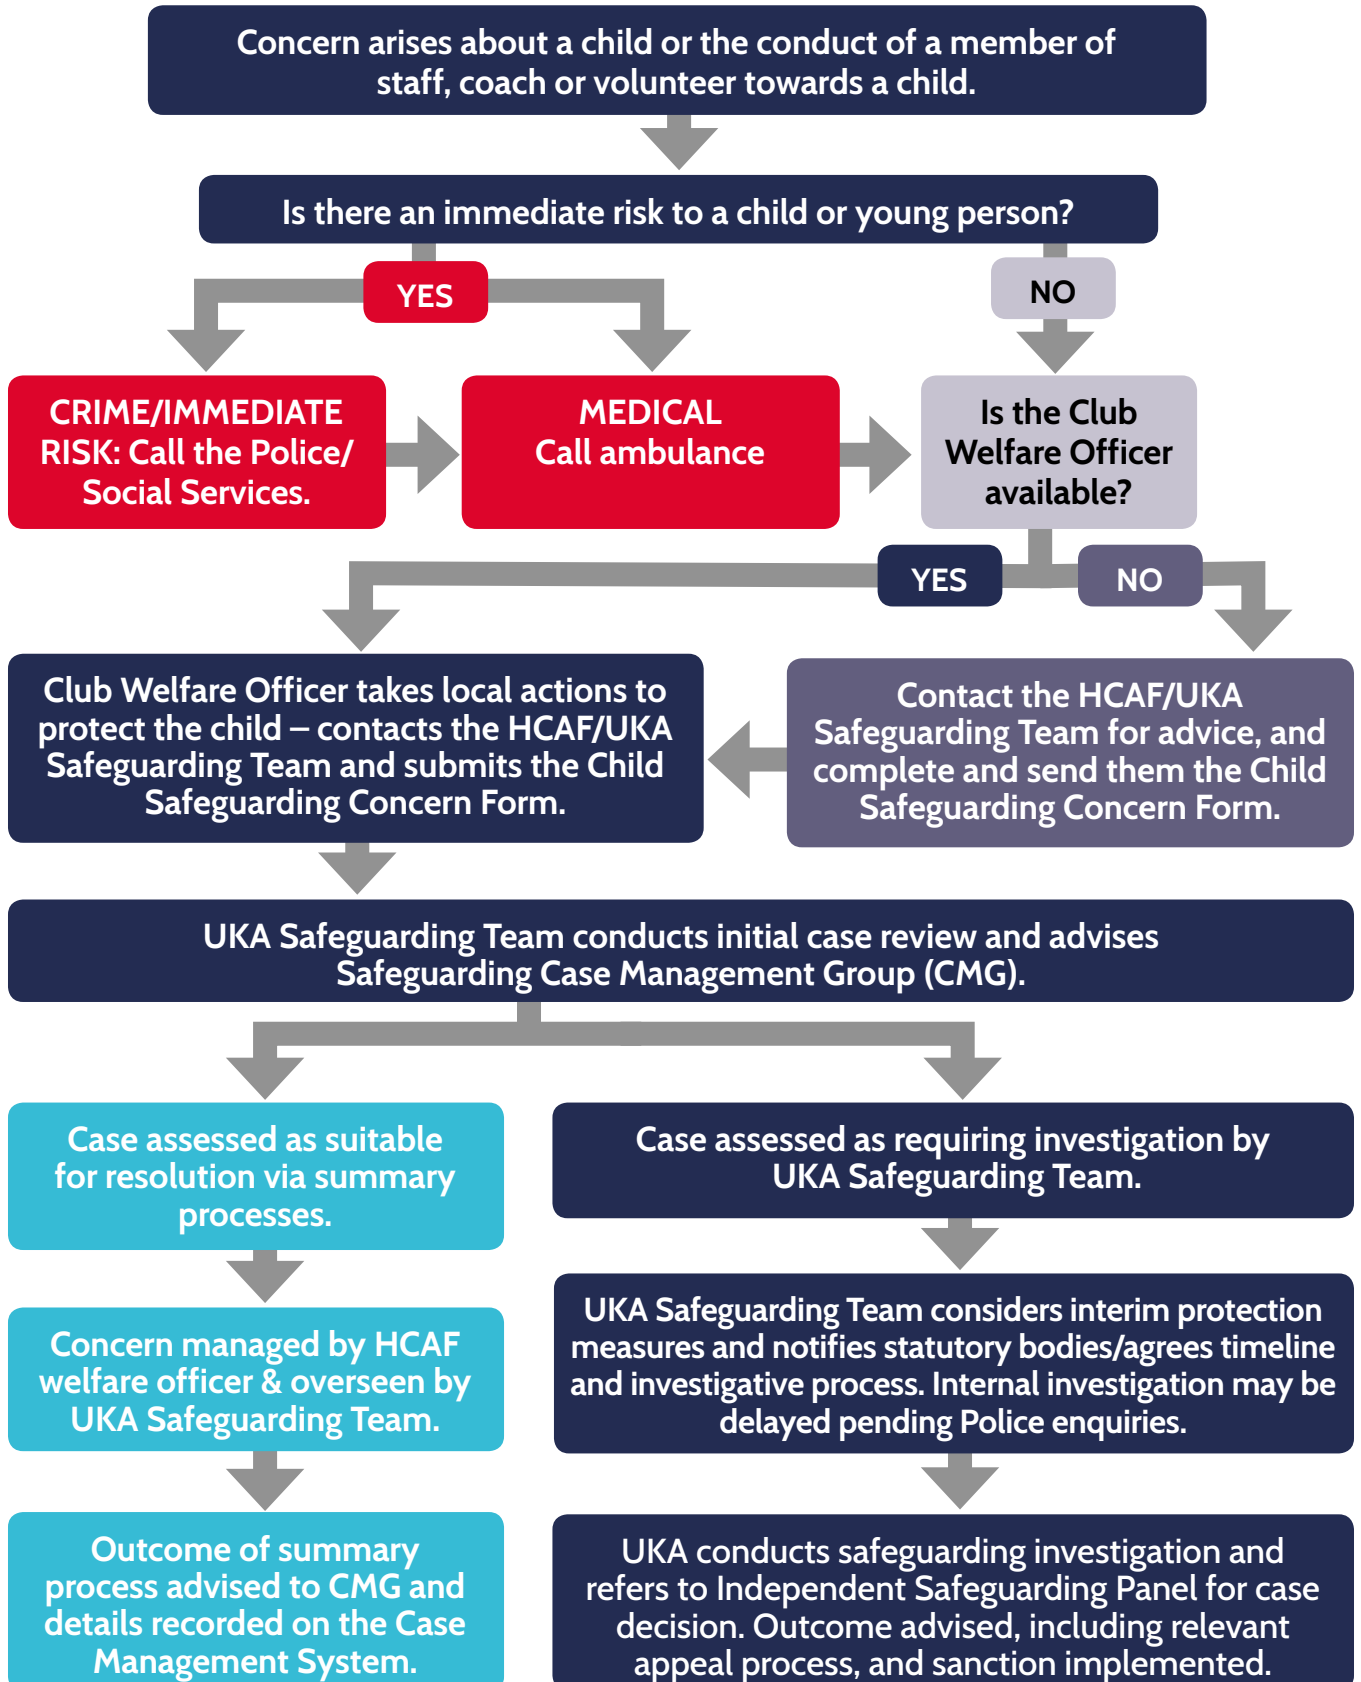 Concern arises about a child or the conduct of a member of
staff, coach or volunteer towards a child.
Is there an immediate risk to a child or young person?
YES
NO
CRIME/IMMEDIATE
RISK: Call the Police/
Social Services.
MEDICAL
Call ambulance
Is the Club
Welfare Officer
available?
YES
NO
Club Welfare Officer takes local actions to
protect the child – contacts the HCAF/UKA
Safeguarding Team and submits the Child
Safeguarding Concern Form.
Contact the HCAF/UKA
Safeguarding Team for advice, and
complete and send them the Child
Safeguarding Concern Form.
UKA Safeguarding Team conducts initial case review and advises
Safeguarding Case Management Group (CMG).
Case assessed as suitable
for resolution via summary
processes.
Case assessed as requiring investigation by
UKA Safeguarding Team.
Concern managed by HCAF
welfare officer & overseen by
UKA Safeguarding Team.
UKA Safeguarding Team considers interim protection
measures and notifies statutory bodies/agrees timeline
and investigative process. Internal investigation may be
delayed pending Police enquiries.
Outcome of summary
process advised to CMG and
details recorded on the Case
Management System.
UKA conducts safeguarding investigation and
refers to Independent Safeguarding Panel for case
decision. Outcome advised, including relevant
appeal process, and sanction implemented.